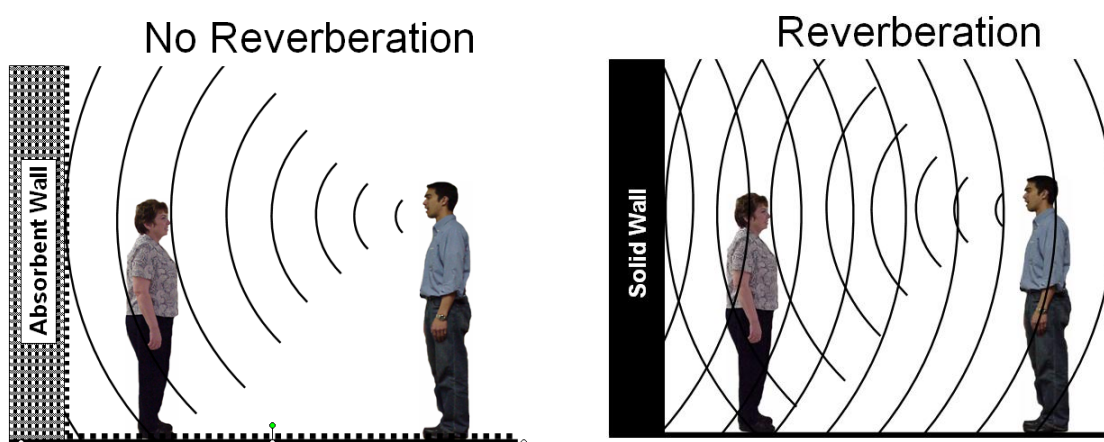 No Reverberation
Absorbent Wall
Reverberation
Solid Wall